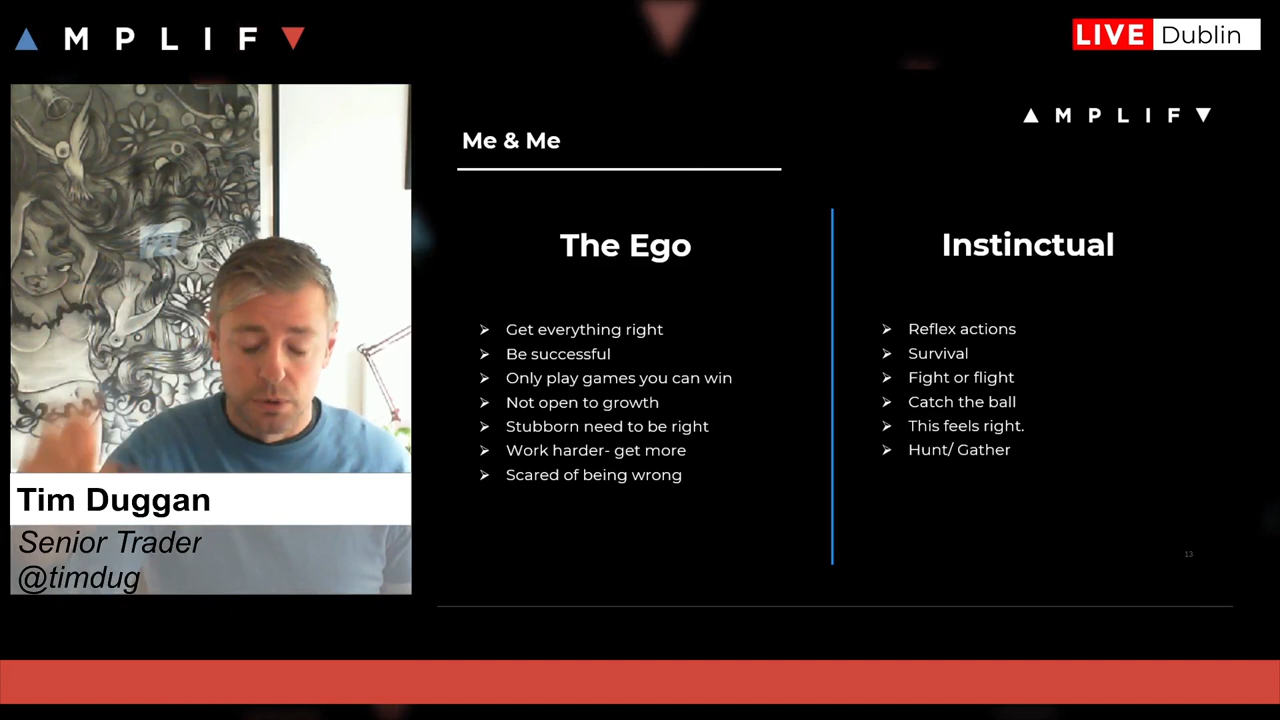 ▲ M P L I F ▼
LIVE Dublin
▲ M P L I F ▼
Me & Me
The Ego
➢ Get everything right
➢ Be successful
➢ Only play games you can win
➢ Not open to growth
➢ Stubborn need to be right
➢ Work harder- get more
➢ Scared of being wrong
Instinctual
➢ Reflex actions
➢ Survival
➢ Fight or flight
➢ Catch the ball
➢ This feels right.
➢ Hunt/ Gather
13
Tim Duggan
Senior Trader
@timdug